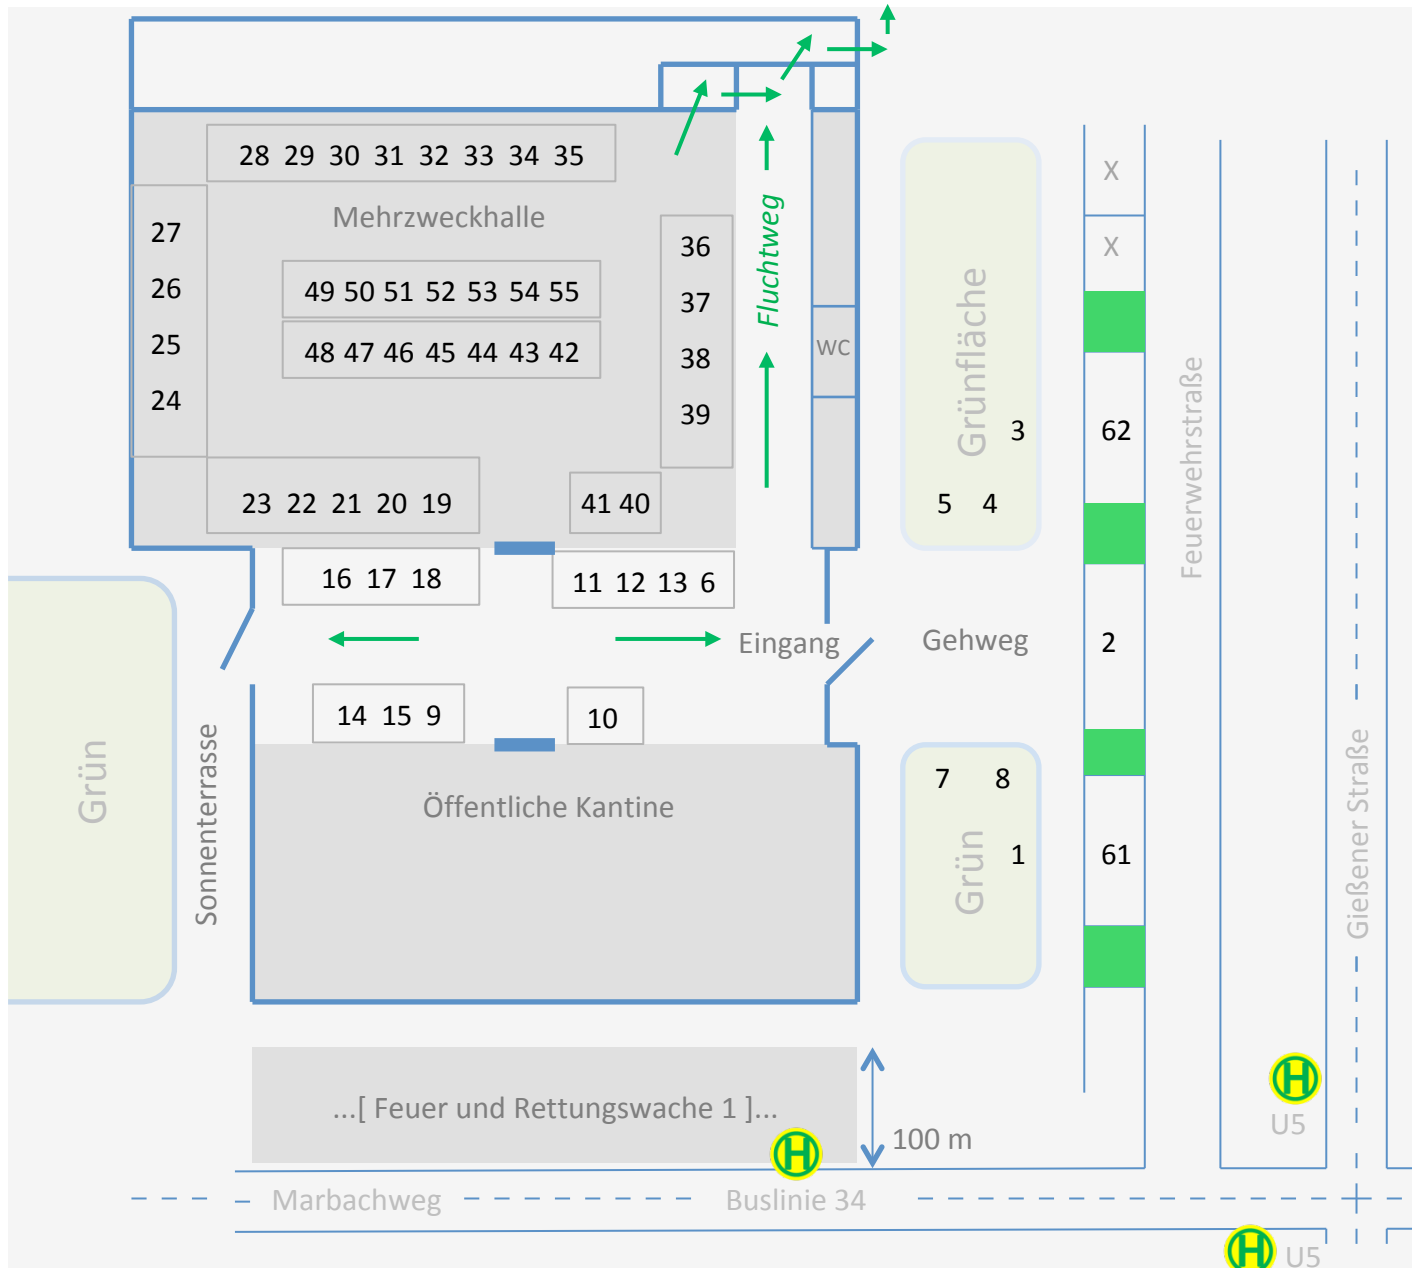 28 29 30 31 32 33 34 35
Mehrzweckhalle
27
26
25
24
49 50 51 52 53 54 55
48 47 46 45 44 43 42
36
37
38
39
Fluchtweg
WC
23 22 21 20 19
41 40
16 17 18
11 12 13 6
Eingang
Gehweg
14 15 9
10
Öffentliche Kantine
Grün
Sonnenterrasse
Grünfläche
3
5 4
7 8
1
Grün
X
X
62
2
61
Feuerwehrstraße
Gießener Straße
...[ Feuer und Rettungswache 1 ]...
100 m
H
H
U5
Marbachweg
Buslinie 34
H
U5